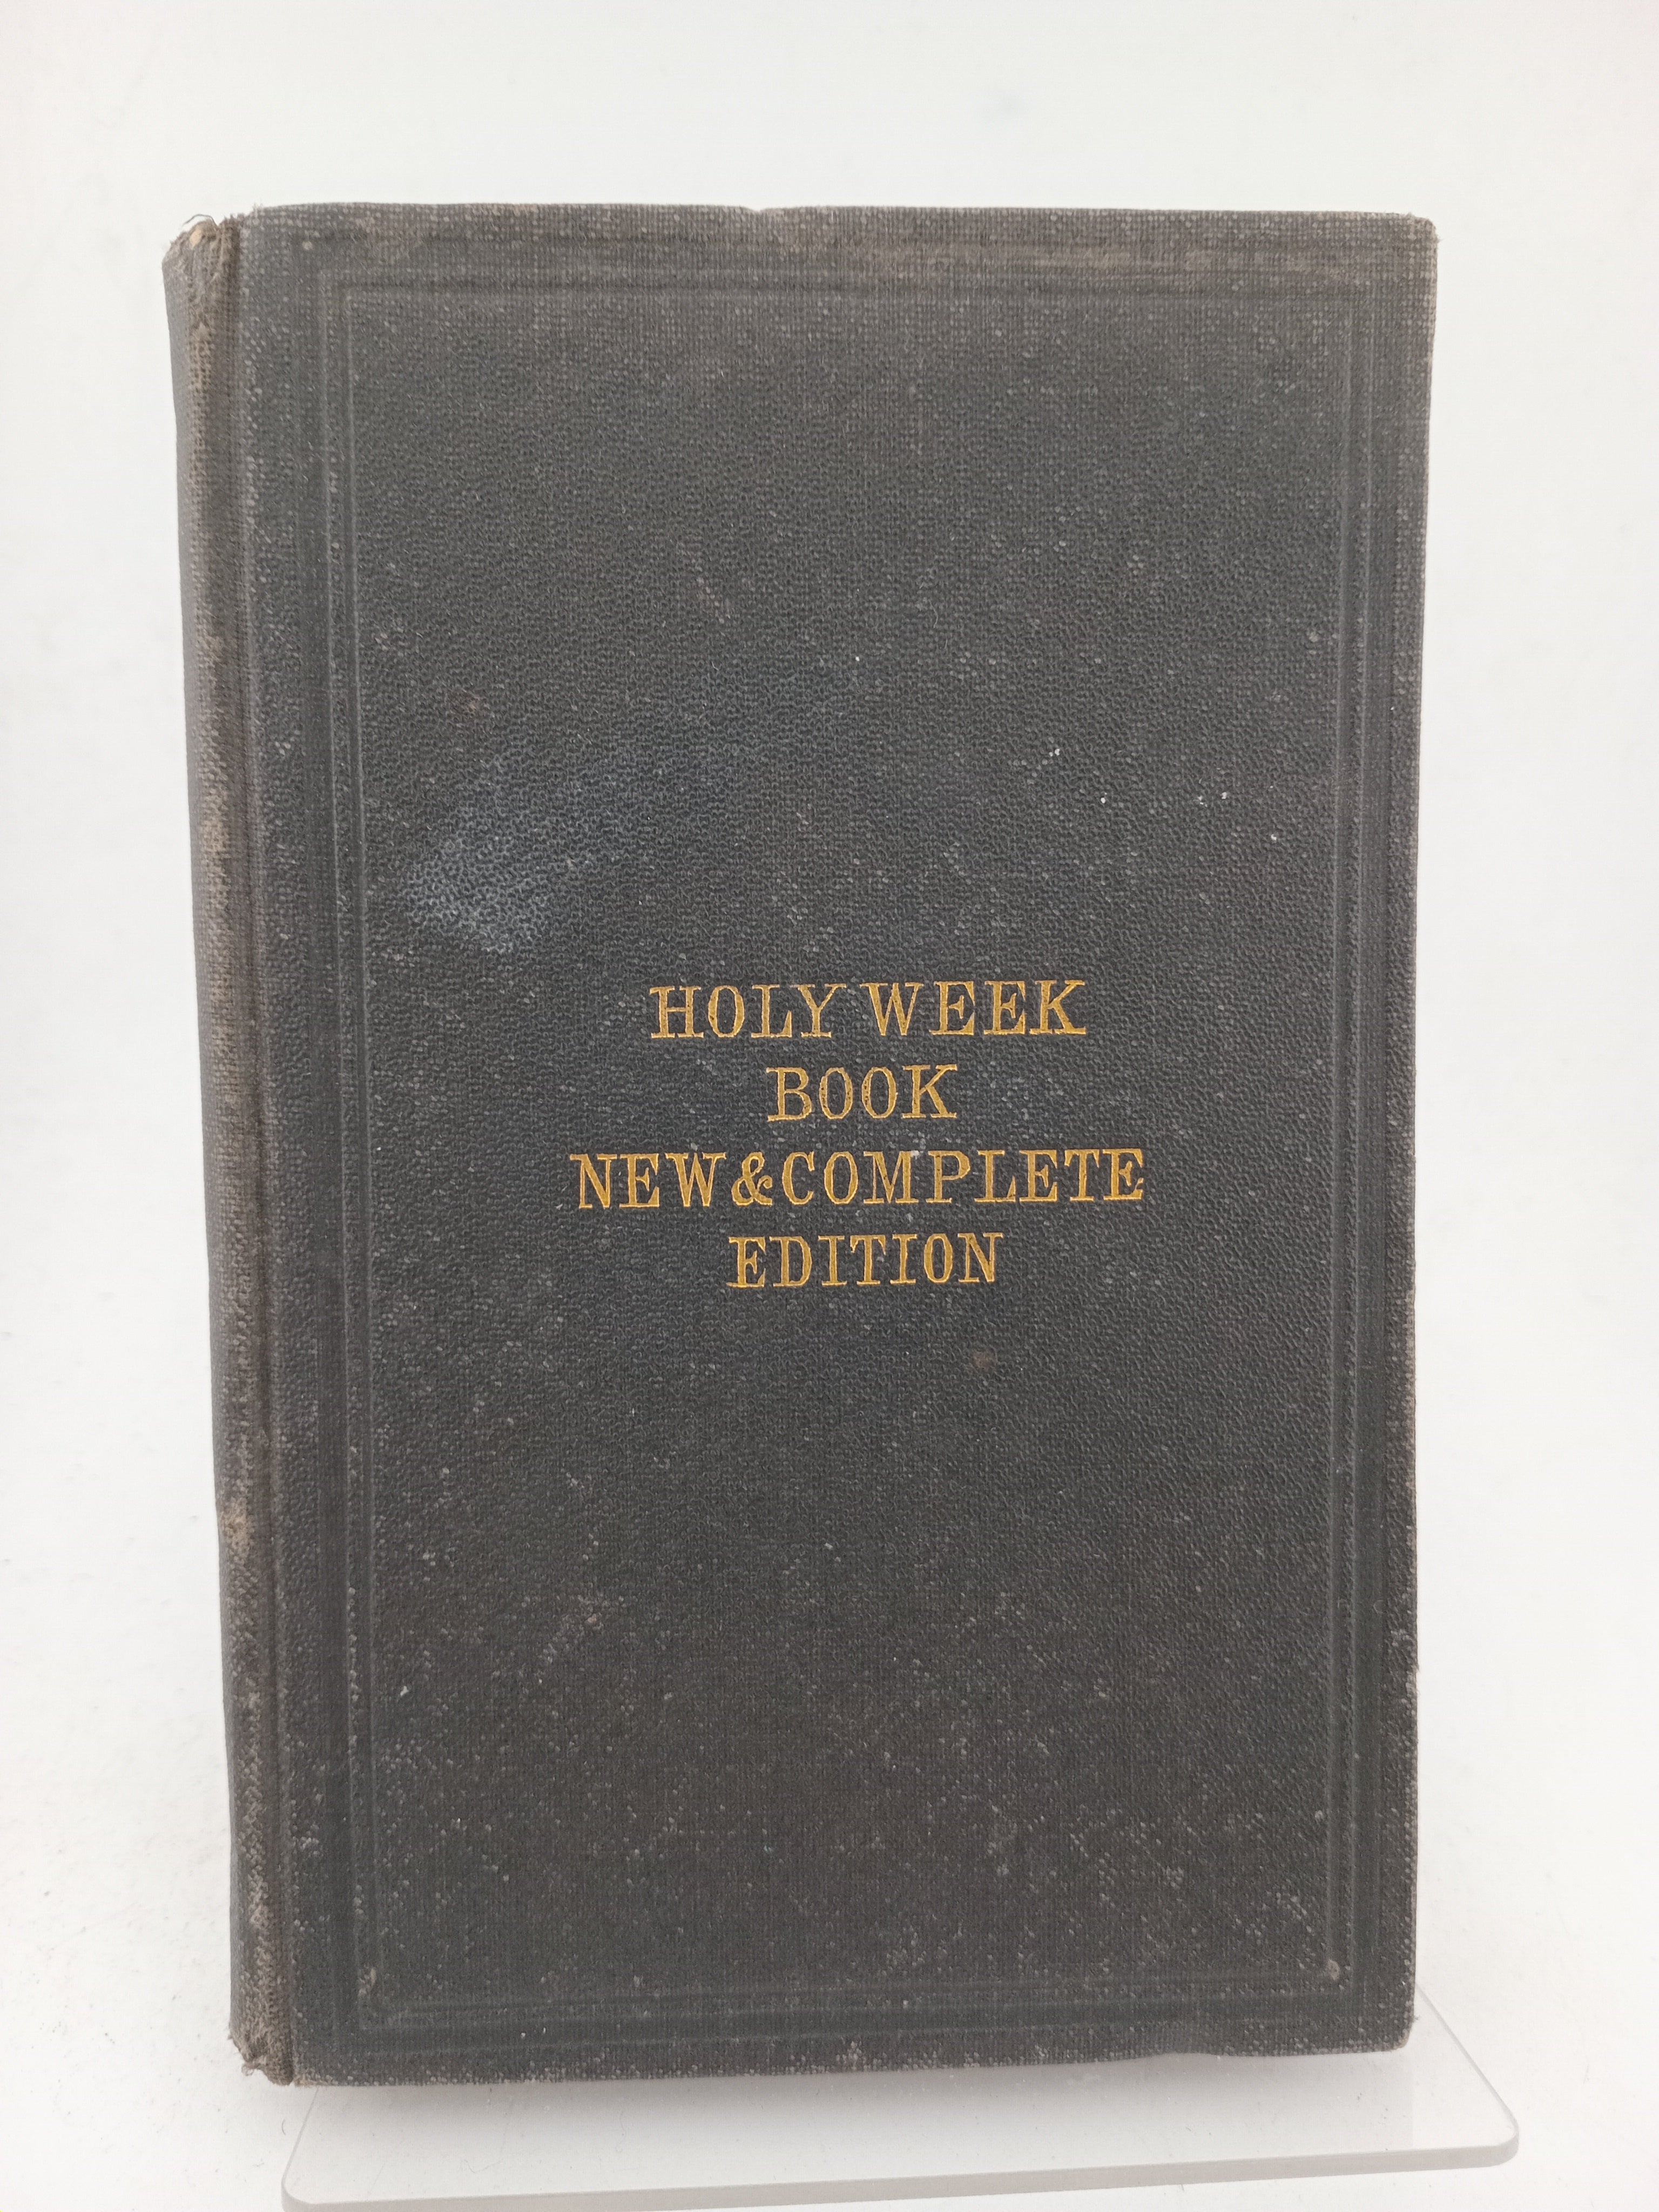 HOLY WEEK
BOOK
NEW & COMPLETE
EDITION